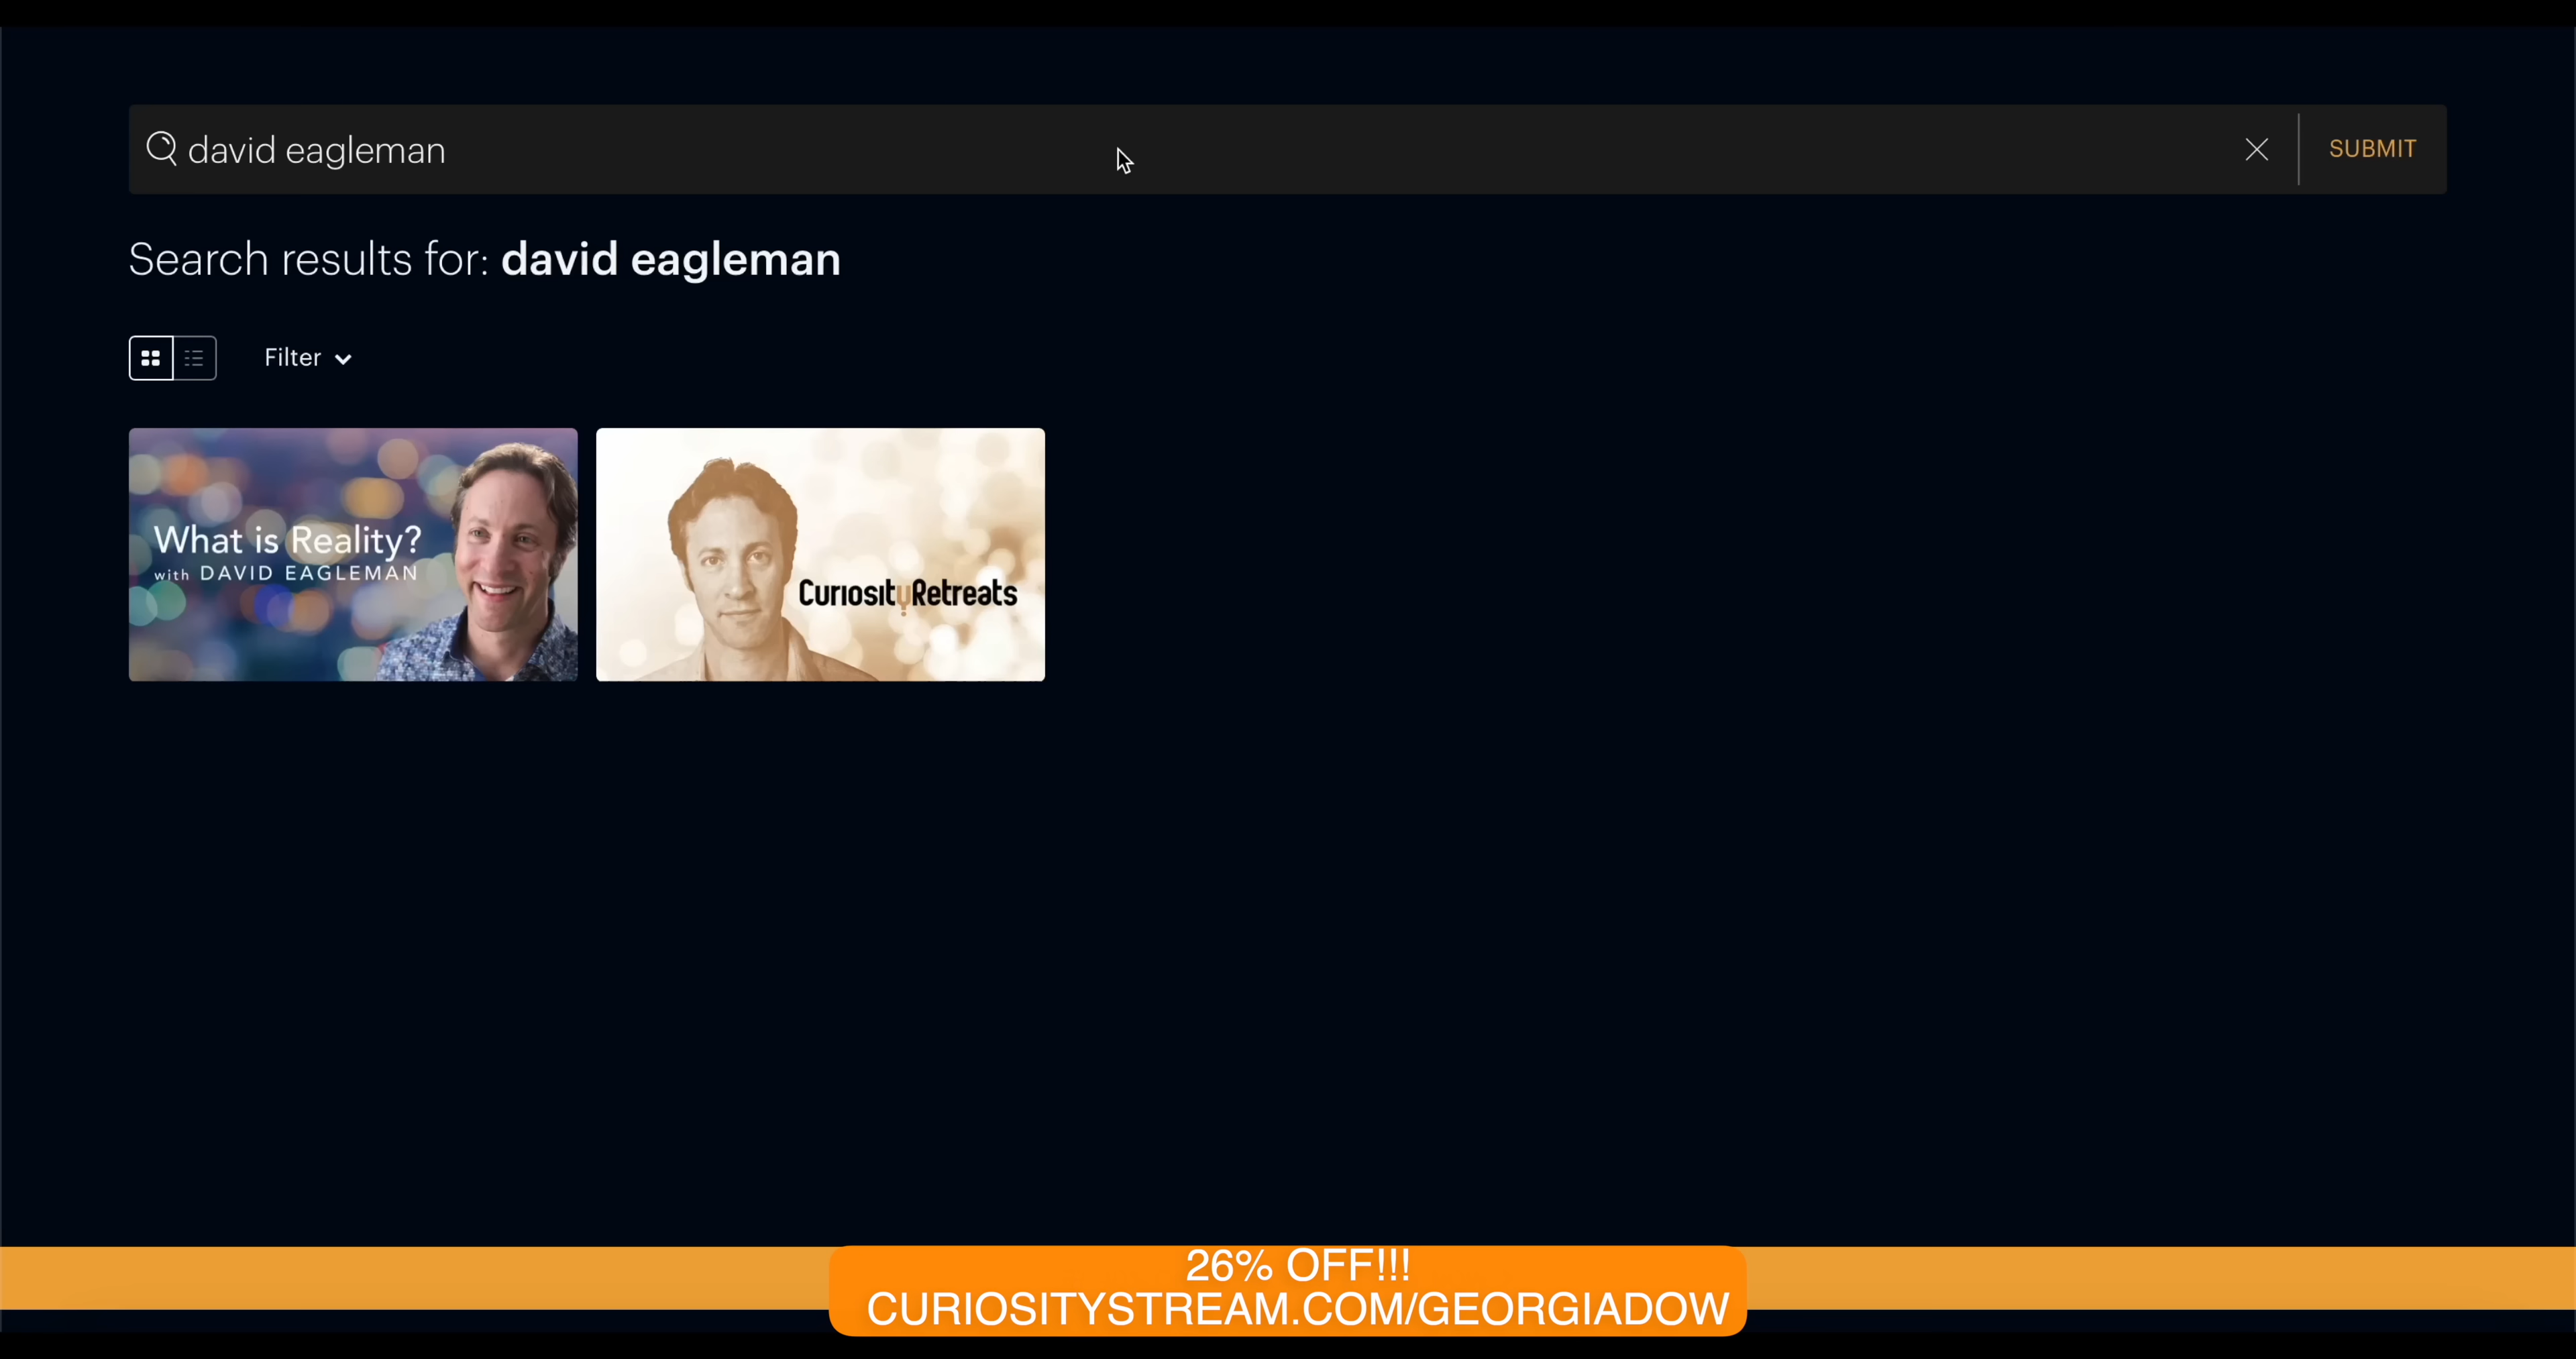 david eagleman
SUBMIT
Search results for: david eagleman
Filter
What is Reality?
with DAVID EAGLEMAN
CuriosityRetreats
26% OFF!!!
CURIOSITYSTREAM.COM/GEORGIADOW